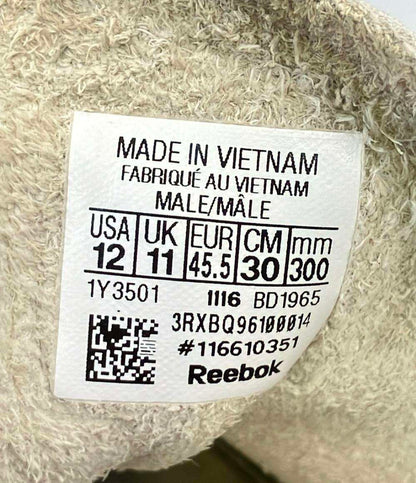 MADE IN VIETNAM
FABRIQUÉ AU VIETNAM
MALE/MÂLE
USA UK EUR CM mm
12 11 45.5 30 300
1Y3501 1116 BD1965
3RXBQ96100014
#116610351
Reebok